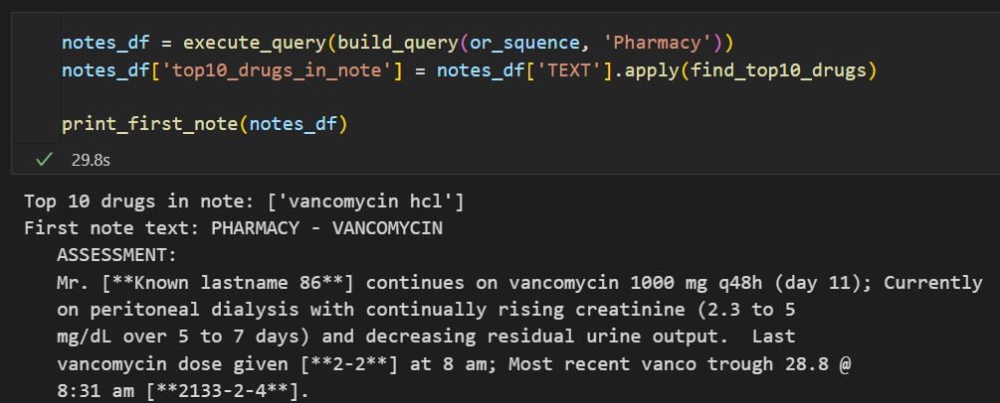 notes_df = execute_query(build_query(or_squence, 'Pharmacy'))
notes_df['top10_drugs_in_note'] = notes_df['TEXT'].apply(find_top10_drugs)
print_first_note(notes_df)
29.8s
Top 10 drugs in note: ['vancomycin hcl']
First note text: PHARMACY - VANCOMYCIN
ASSESSMENT:
Mr. [**Known lastname 86**] continues on vancomycin 1000 mg q48h (day 11); Currently
on peritoneal dialysis with continually rising creatinine (2.3 to 5
mg/dL over 5 to 7 days) and decreasing residual urine output.  Last
vancomycin dose given [**2-2**] at 8 am; Most recent vanco trough 28.8 @
8:31 am [**2133-2-4**].